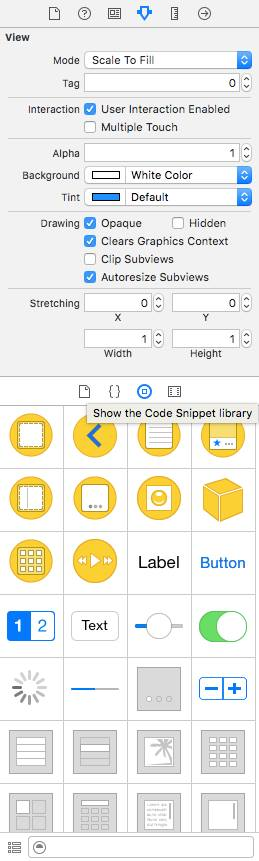 View
Mode Scale To Fill
Tag 0
Interaction User Interaction Enabled
Multiple Touch
Alpha 1
Background White Color
Tint Default
Drawing Opaque Hidden
Clears Graphics Context
Clip Subviews
Autoresize Subviews
Stretching 0 0
X Y
1 1
Width Height
{ }
Show the Code Snippet library
Label Button
1 2 Text